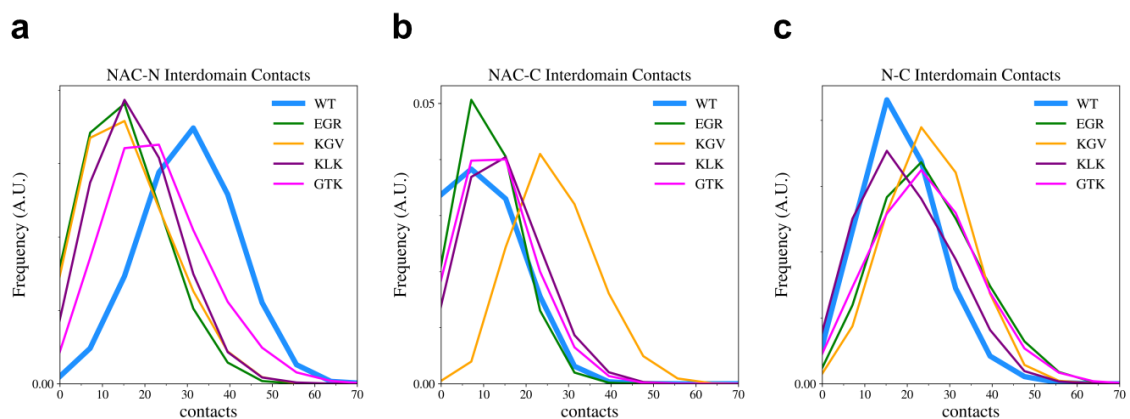 a
NAC-N Interdomain Contacts
Frequency (A.U.)
0.00
0 10 20 30 40 50 60 70
contacts
WT
EGR
KGV
KLK
GTK
b
NAC-C Interdomain Contacts
Frequency (A.U.)
0.05
0.00
0 10 20 30 40 50 60 70
contacts
WT
EGR
KGV
KLK
GTK
c
N-C Interdomain Contacts
Frequency (A.U.)
0.00
0 10 20 30 40 50 60 70
contacts
WT
EGR
KGV
KLK
GTK